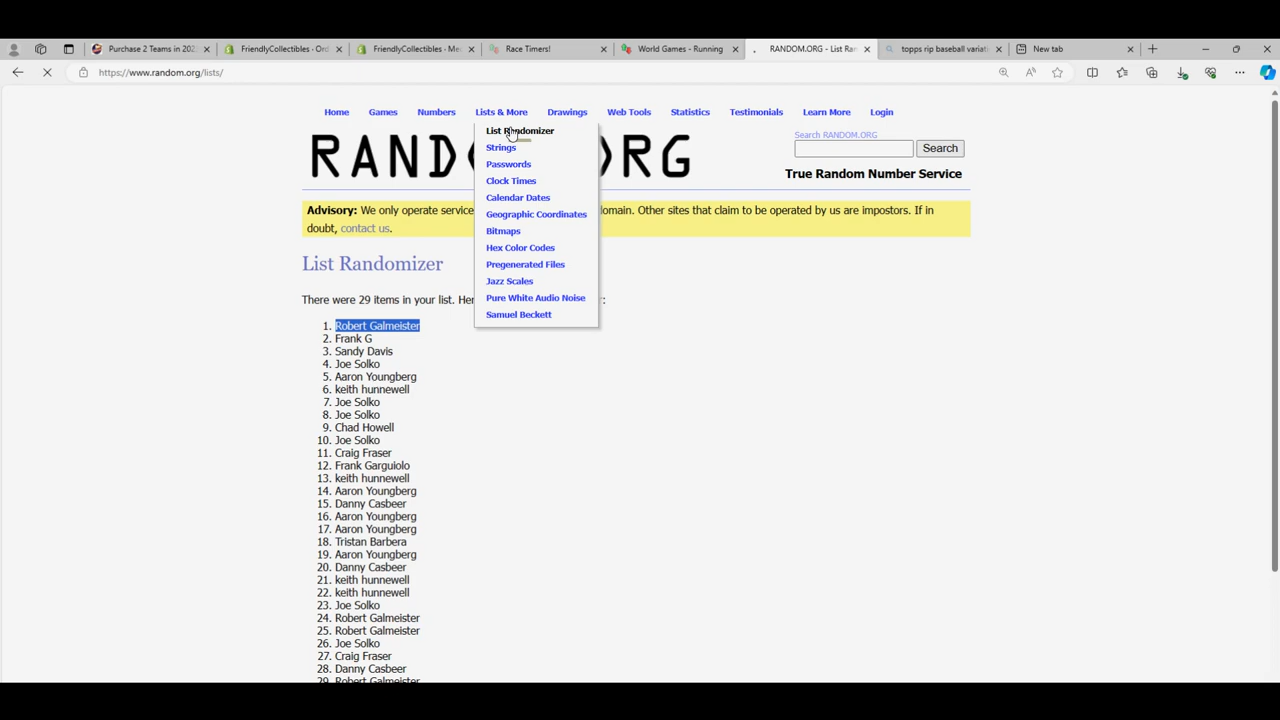 Purchase 2 Teams in 202
FriendlyCollectibles · Ord
FriendlyCollectibles · Me
Race Timers!
World Games - Running
RANDOM.ORG - List Ran
topps rip baseball variati
New tab
https://www.random.org/lists/
Home
Games
Numbers
Lists & More
Drawings
Web Tools
Statistics
Testimonials
Learn More
Login
List Randomizer
Strings
Passwords
Clock Times
Calendar Dates
Geographic Coordinates
Bitmaps
Hex Color Codes
Pregenerated Files
Jazz Scales
Pure White Audio Noise
Samuel Beckett
RAND RG
Search RANDOM.ORG
Search
True Random Number Service
Advisory: We only operate service omain. Other sites that claim to be operated by us are impostors. If in
doubt, contact us.
List Randomizer
There were 29 items in your list. Her r:
1. Robert Galmeister
2. Frank G
3. Sandy Davis
4. Joe Solko
5. Aaron Youngberg
6. keith hunnewell
7. Joe Solko
8. Joe Solko
9. Chad Howell
10. Joe Solko
11. Craig Fraser
12. Frank Garguiolo
13. keith hunnewell
14. Aaron Youngberg
15. Danny Casbeer
16. Aaron Youngberg
17. Aaron Youngberg
18. Tristan Barbera
19. Aaron Youngberg
20. Danny Casbeer
21. keith hunnewell
22. keith hunnewell
23. Joe Solko
24. Robert Galmeister
25. Robert Galmeister
26. Joe Solko
27. Craig Fraser
28. Danny Casbeer
29. Robert Galmeister